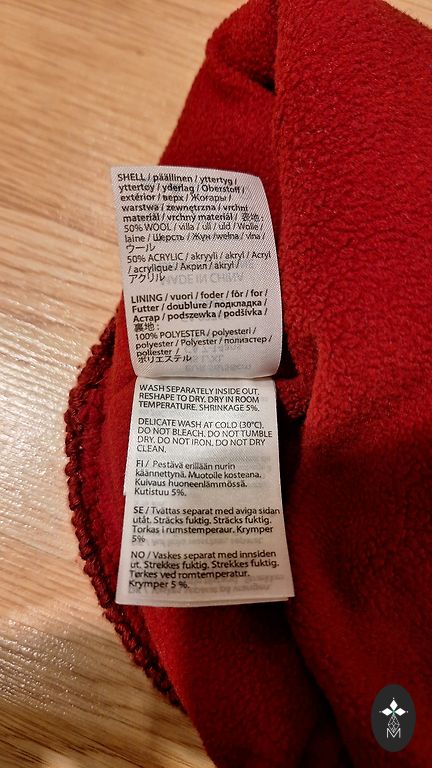 SHELL / päällinen / yttertyg /
yttertøy / yderlag / Oberstoff /
extérior / верх / Жоғары /
warstwa / zewnętrzna / vrchní
materiál / vrchný materiál / 表地 :
50% WOOL / villa / ull / uld / Wolle /
laine / Шерсть / Жүн /wełna / vlna /
ウール
50% ACRYLIC / akryyli / akryl / Acryl
/ acrylique / Акрил / akryl /
アクリル
MADE IN CHINA
LINING / vuori / foder / fôr / for /
Futter / doublure / подкладка /
Астар / podszewka / podšívka /
裏地 :
100% POLYESTER / polyesteri /
polyester / Polyester / полиэстер /
poliester /
ポリエステル
WASH SEPARATELY INSIDE OUT.
RESHAPE TO DRY. DRY IN ROOM
TEMPERATURE. SHRINKAGE 5%.
DELICATE WASH AT COLD (30°C).
DO NOT BLEACH. DO NOT TUMBLE
DRY. DO NOT IRON. DO NOT DRY
CLEAN.
FI / Pestävä erillään nurin
käännettynä. Muotoile kosteana.
Kuivaus huoneenlämmössä.
Kutistuu 5%.
SE / Tvättas separat med aviga sidan
utåt. Sträcks fuktig. Sträcks fuktig.
Torkas i rumstemperaur. Krymper
5%
NO / Vaskes separat med innsiden
ut. Strekkes fuktig. Strekkes fuktig.
Tørkes ved romtemperatur.
Krymper 5 %.